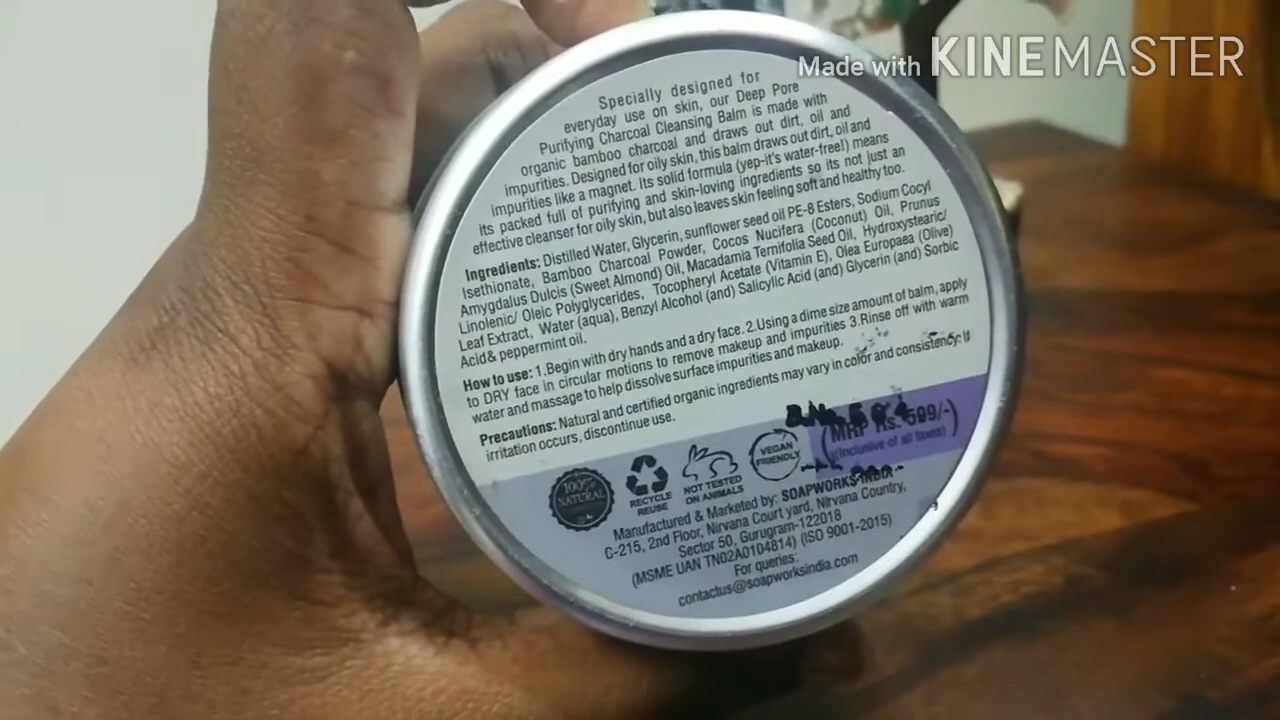 Made with KINEMASTER
Specially designed for
everyday use on skin, our Deep Pore
Purifying Charcoal Cleansing Balm is made with
organic bamboo charcoal and draws out dirt, oil and
impurities. Designed for oily skin, this balm draws out dirt, oil and
impurities like a magnet. Its solid formula (yep-it's water-free!) means
its packed full of purifying and skin-loving ingredients so its not just an
effective cleanser for oily skin, but also leaves skin feeling soft and healthy too.
Ingredients: Distilled Water, Glycerin, sunflower seed oil PE-8 Esters, Sodium Cocyl
Isethionate, Bamboo Charcoal Powder, Cocos Nucifera (Coconut) Oil, Prunus
Amygdalus Dulcis (Sweet Almond) Oil, Macadamia Ternifolia Seed Oil, Hydroxystearic/
Linolenic/ Oleic Polyglycerides, Tocopheryl Acetate (Vitamin E), Olea Europaea (Olive)
Leaf Extract, Water (aqua), Benzyl Alcohol (and) Salicylic Acid (and) Glycerin (and) Sorbic
Acid& peppermint oil.
How to use: 1.Begin with dry hands and a dry face. 2.Using a dime size amount of balm, apply
to DRY face in circular motions to remove makeup and impurities 3.Rinse off with warm
water and massage to help dissolve surface impurities and makeup.
Precautions: Natural and certified organic ingredients may vary in color and consistency. If
irritation occurs, discontinue use.
B.No.
(MRP Rs. 599/-)
(Inclusive of all taxes)
100%
NATURAL
RECYCLE
REUSE
NOT TESTED
ON ANIMALS
VEGAN
FRIENDLY
Manufactured & Marketed by: SOAPWORKS INDIA
C-215, 2nd Floor, Nirvana Court yard, Nirvana Country,
Sector 50, Gurugram-122018
(MSME UAN TN02A0104814) (ISO 9001-2015)
For queries:
contactus@soapworksindia.com